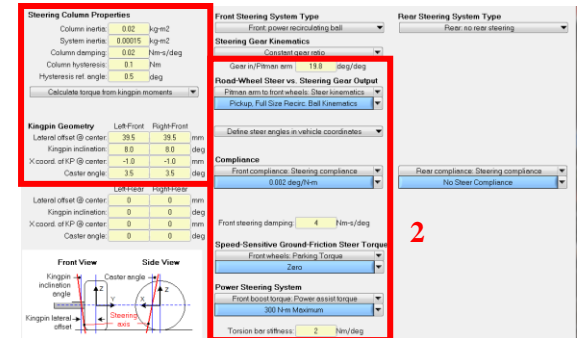 Steering Column Properties
Column inertia: 0.02 kg-m2
System inertia: 0.00015 kg-m2
Column damping: 0.02 Nm-s/deg
Column hysteresis: 0.1 Nm
Hysteresis ref. angle: 0.5 deg
Calculate torque from kingpin moments
Kingpin Geometry Left-Front Right-Front
Lateral offset @ center: 39.5 39.5 mm
Kingpin inclination: 8.0 8.0 deg
X coord. of KP @ center: -1.0 -1.0 mm
Caster angle: 3.5 3.5 deg
Left-Rear Right-Rear
Lateral offset @ center: 0 0 mm
Kingpin inclination: 0 0 deg
X coord. of KP @ center: 0 0 mm
Caster angle: 0 0 deg
Front View Side View
Kingpin inclination angle
Caster angle
Z
Y
X
Z
Kingpin lateral offset
Steering axis
Front Steering System Type
Front: power recirculating ball
Steering Gear Kinematics
Constant gear ratio
Gear in/Pitman arm 19.8 deg/deg
Road-Wheel Steer vs. Steering Gear Output
Pitman arm to front wheels: Steer kinematics
Pickup, Full Size Recirc. Ball Kinematics
Define steer angles in vehicle coordinates
Compliance
Front compliance: Steering compliance
0.002 deg/N-m
Front steering damping: 4 Nm-s/deg
Speed-Sensitive Ground-Friction Steer Torque
Front wheels: Parking Torque
Zero
Power Steering System
Front boost torque: Power assist torque
300 N-m Maximum
Torsion bar stiffness: 2 Nm/deg
2
Rear Steering System Type
Rear: no rear steering
Rear compliance: Steering compliance
No Steer Compliance